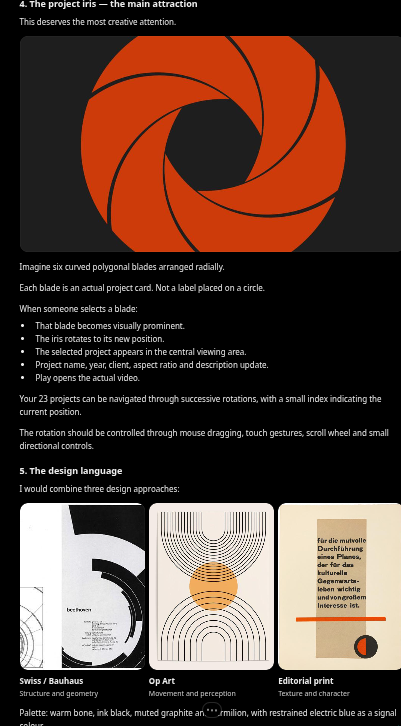 4. The project iris — the main attraction
This deserves the most creative attention.
Imagine six curved polygonal blades arranged radially.
Each blade is an actual project card. Not a label placed on a circle.
When someone selects a blade:
• That blade becomes visually prominent.
• The iris rotates to its new position.
• The selected project appears in the central viewing area.
• Project name, year, client, aspect ratio and description update.
• Play opens the actual video.
Your 23 projects can be navigated through successive rotations, with a small index indicating the
current position.
The rotation should be controlled through mouse dragging, touch gestures, scroll wheel and small
directional controls.
5. The design language
I would combine three design approaches:
beethoven
für die mutvolle
Durchführung
eines Planes,
der für das
kulturelle
Gegenwarts-
leben wichtig
und von großem
Interesse ist.
Swiss / Bauhaus
Structure and geometry
Op Art
Movement and perception
Editorial print
Texture and character
Palette: warm bone, ink black, muted graphite and vermilion, with restrained electric blue as a signal
colour.